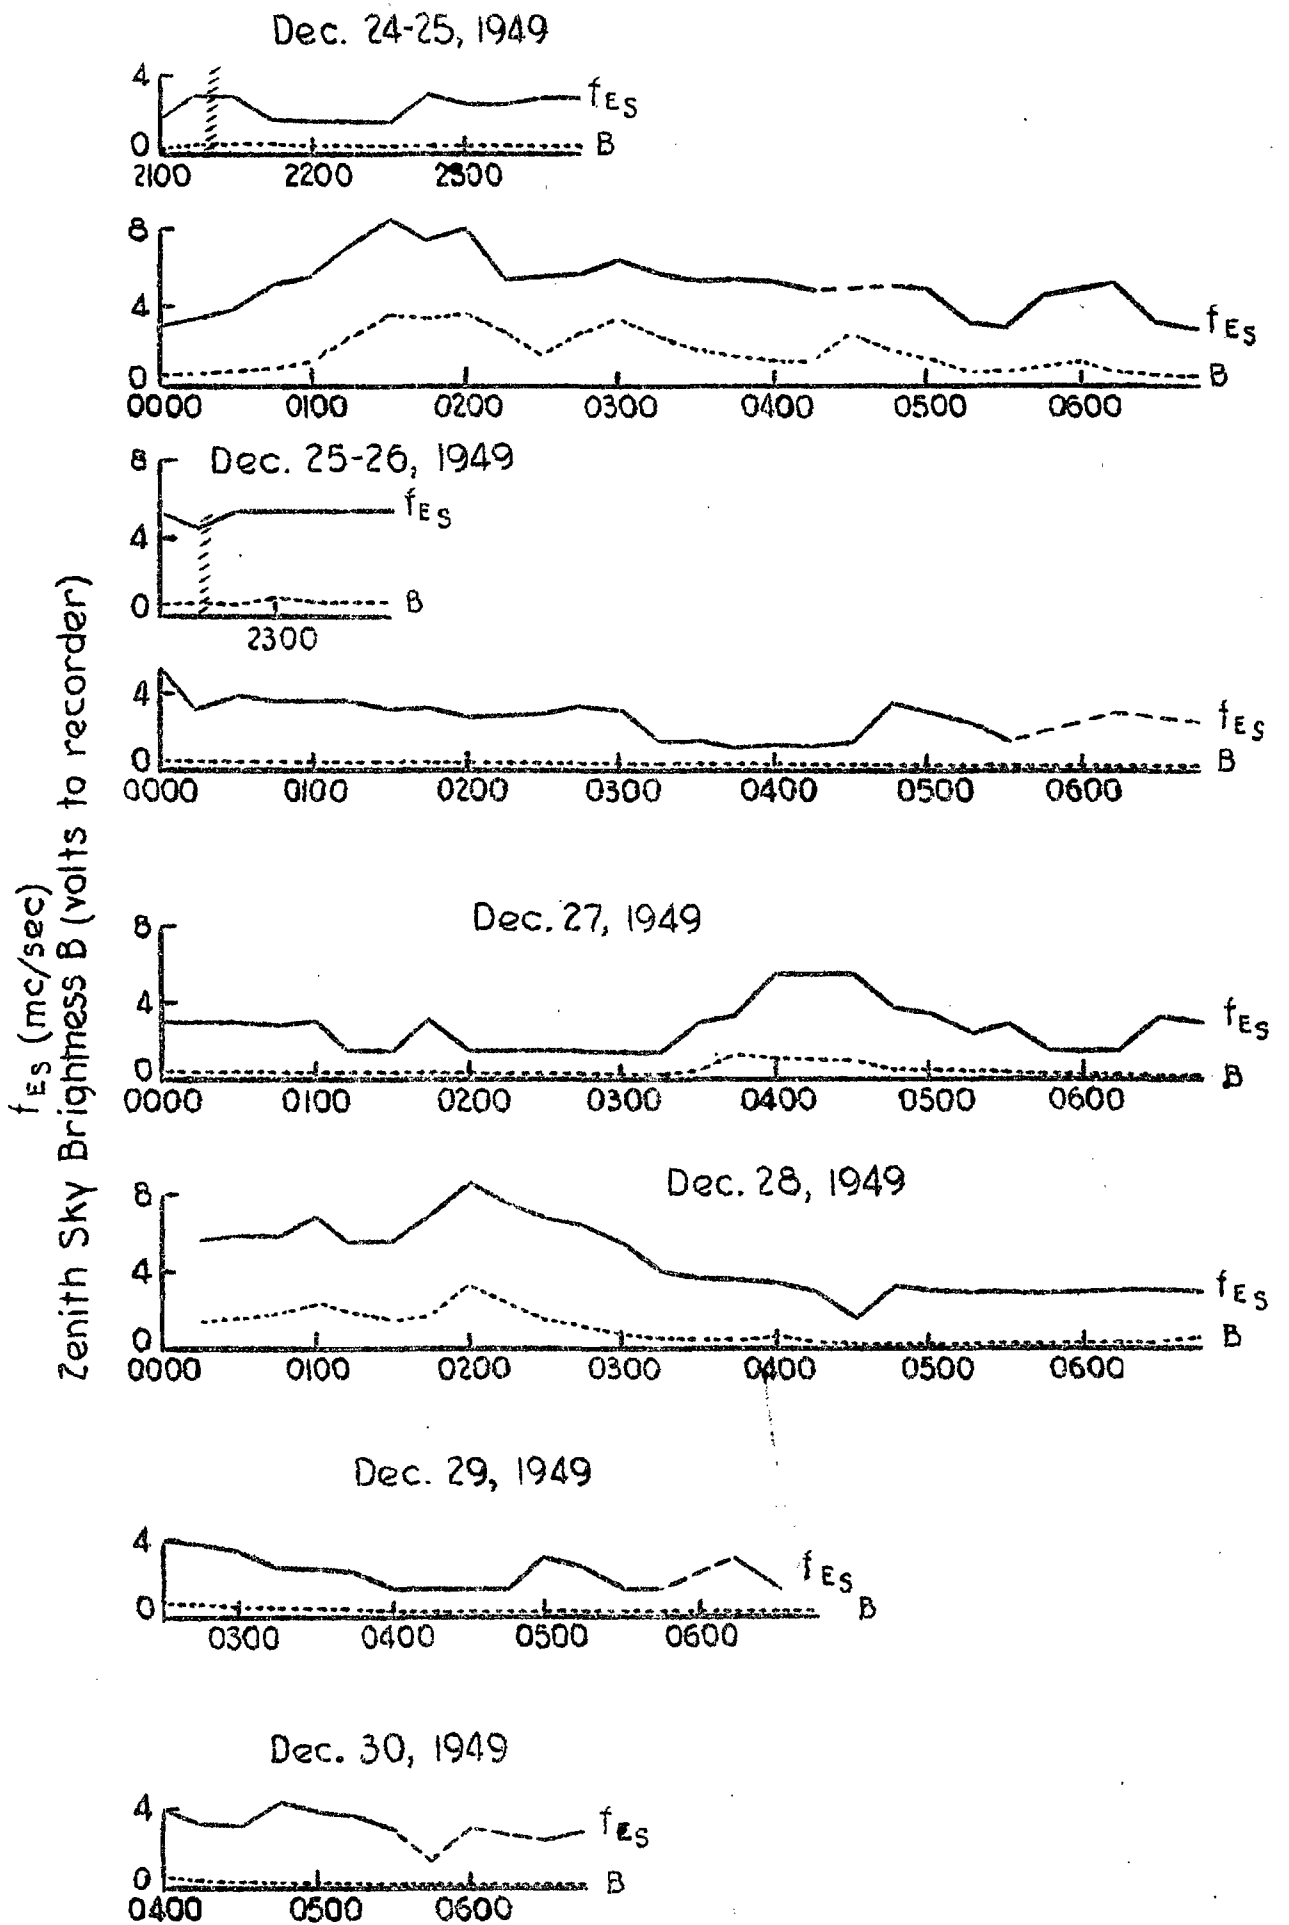 Dec. 24-25, 1949
4
fES
0
B
2100 2200 2300
8
4
fES
0
B
0000 0100 0200 0300 0400 0500 0600
8
Dec. 25-26, 1949
fES
4
0
B
2300
4
fES
0
B
0000 0100 0200 0300 0400 0500 0600
fES (mc/sec)
Zenith Sky Brightness B (volts to recorder)
Dec. 27, 1949
8
4
fES
0
B
0000 0100 0200 0300 0400 0500 0600
Dec. 28, 1949
8
4
fES
0
B
0000 0100 0200 0300 0400 0500 0600
Dec. 29, 1949
4
fES
0
B
0300 0400 0500 0600
Dec. 30, 1949
4
fES
0
B
0400 0500 0600